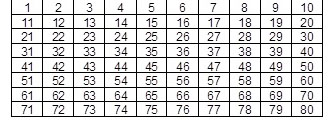 1 2 3 4 5 6 7 8 9 10
11 12 13 14 15 16 17 18 19 20
21 22 23 24 25 26 27 28 29 30
31 32 33 34 35 36 37 38 39 40
41 42 43 44 45 46 47 48 49 50
51 52 53 54 55 56 57 58 59 60
61 62 63 64 65 66 67 68 69 70
71 72 73 74 75 76 77 78 79 80